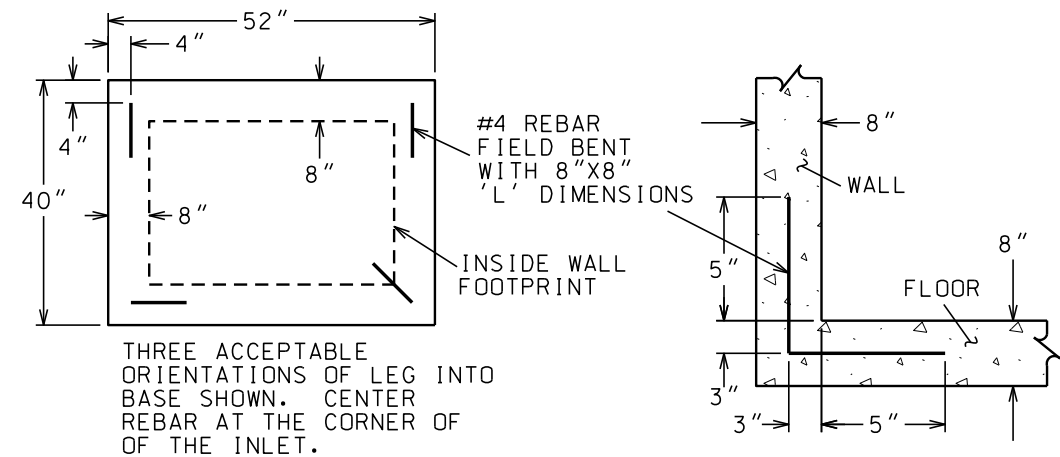 52"
4"
4"
40"
8"
8"
#4 REBAR
FIELD BENT
WITH 8"X8"
'L' DIMENSIONS
INSIDE WALL
FOOTPRINT
THREE ACCEPTABLE
ORIENTATIONS OF LEG INTO
BASE SHOWN. CENTER
REBAR AT THE CORNER OF
OF THE INLET.
8"
WALL
5"
8"
FLOOR
3"
3"
5"